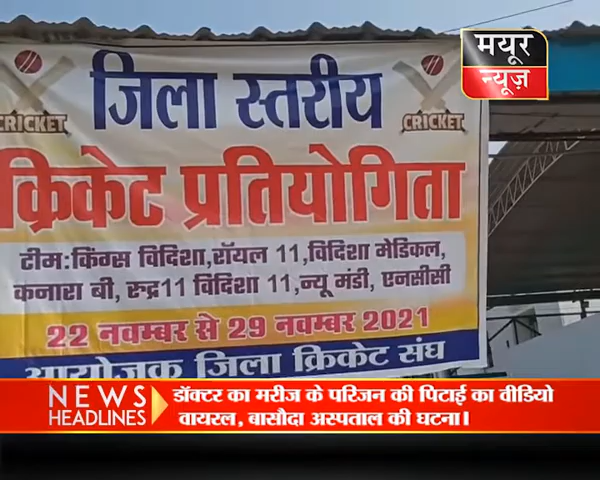 मयूर
न्यूज़
CRICKET
जिला स्तरीय
CRICKET
क्रिकेट प्रतियोगिता
टीम:किंग्स विदिशा,रॉयल 11,विदिशा मेडिकल,
कनारा बी, रुद्र11 विदिशा 11,न्यू मंडी, एनसीसी
22 नवम्बर से 29 नवम्बर 2021
आयोजक जिला क्रिकेट संघ
NEWS
HEADLINES
डॉक्टर का मरीज के परिजन की पिटाई का वीडियो
वायरल, बासौदा अस्पताल की घटना।